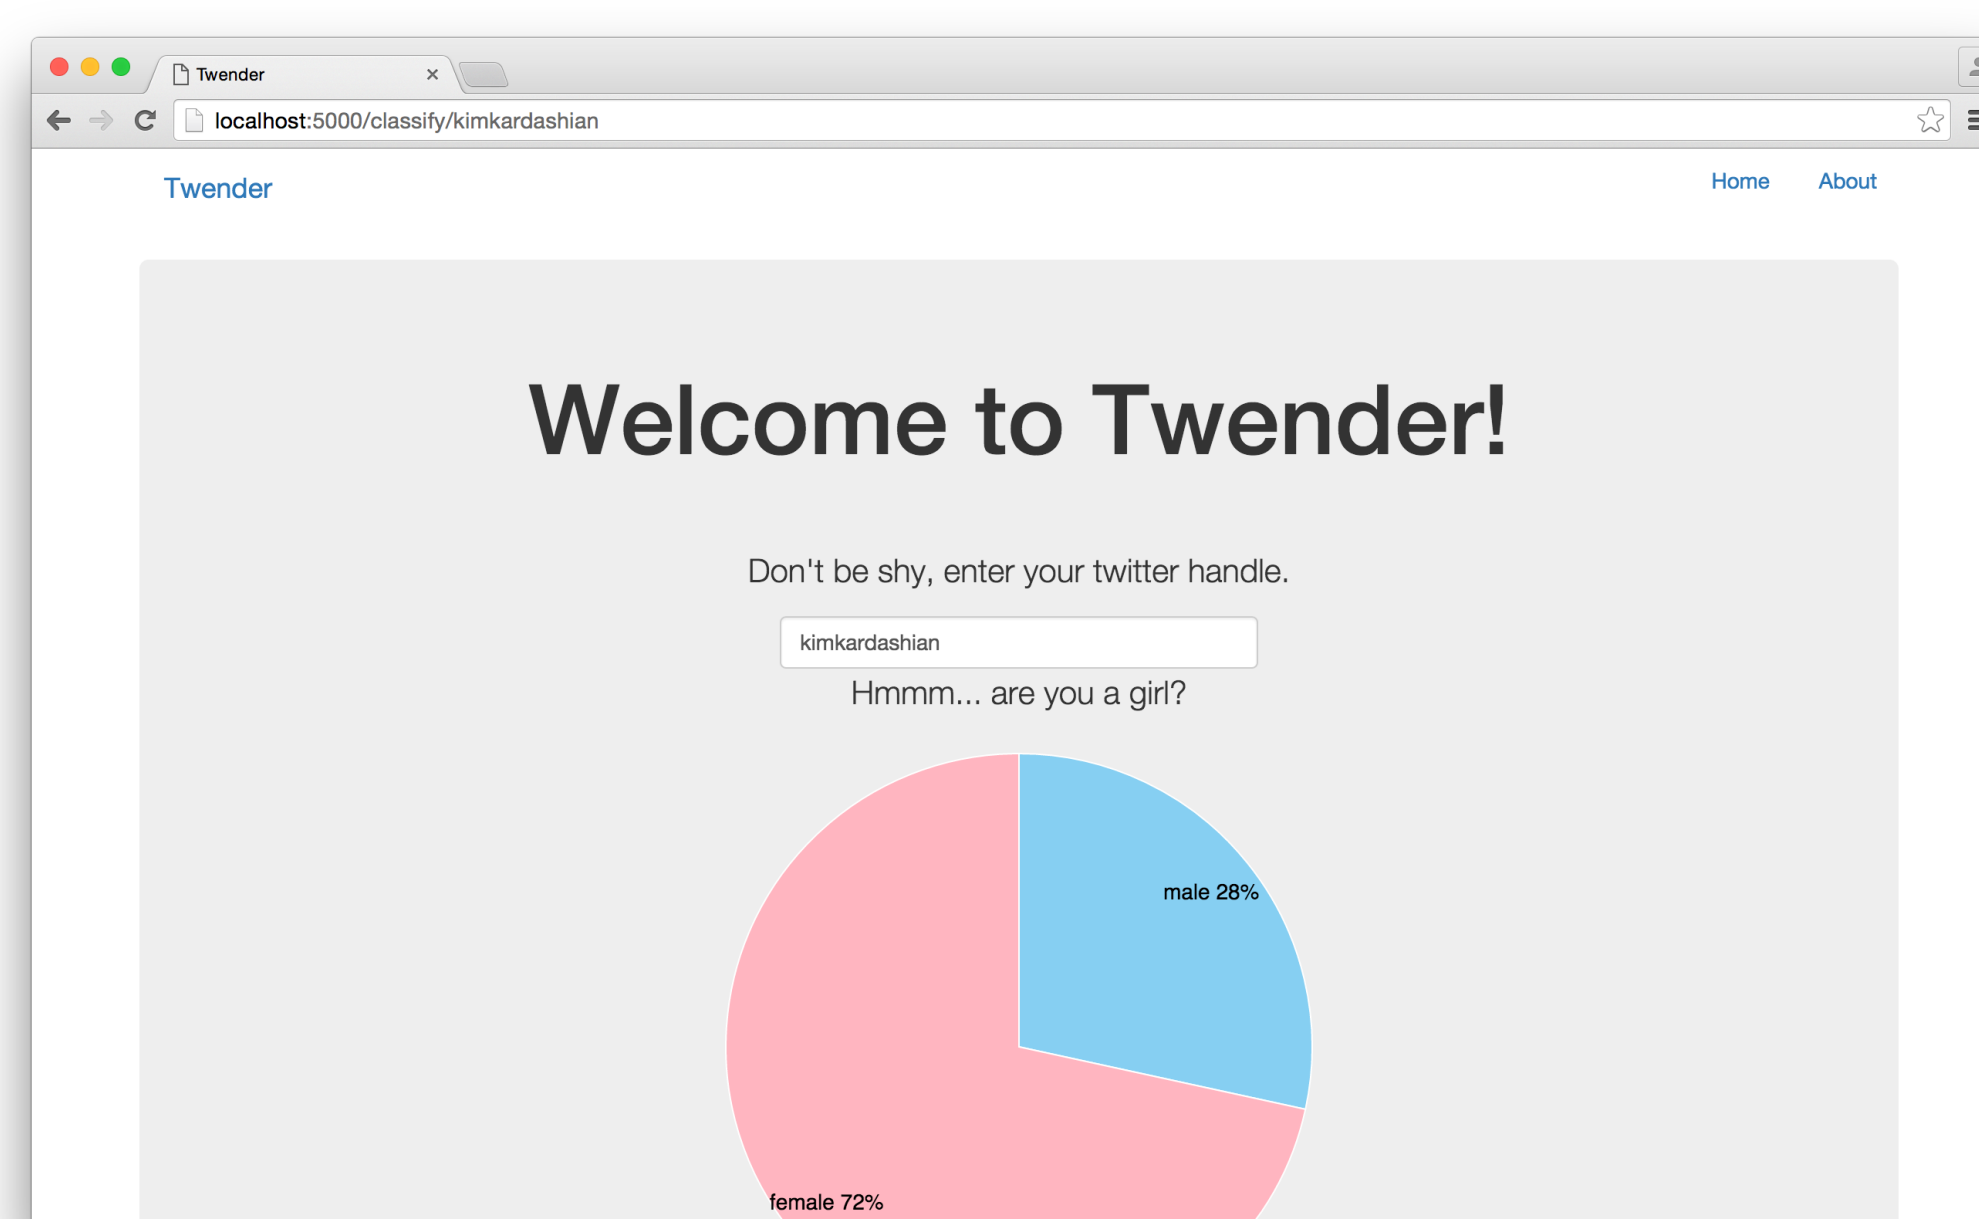 Twender
localhost:5000/classify/kimkardashian
Twender
Home About
Welcome to Twender!
Don't be shy, enter your twitter handle.
kimkardashian
Hmmm... are you a girl?
male 28%
female 72%